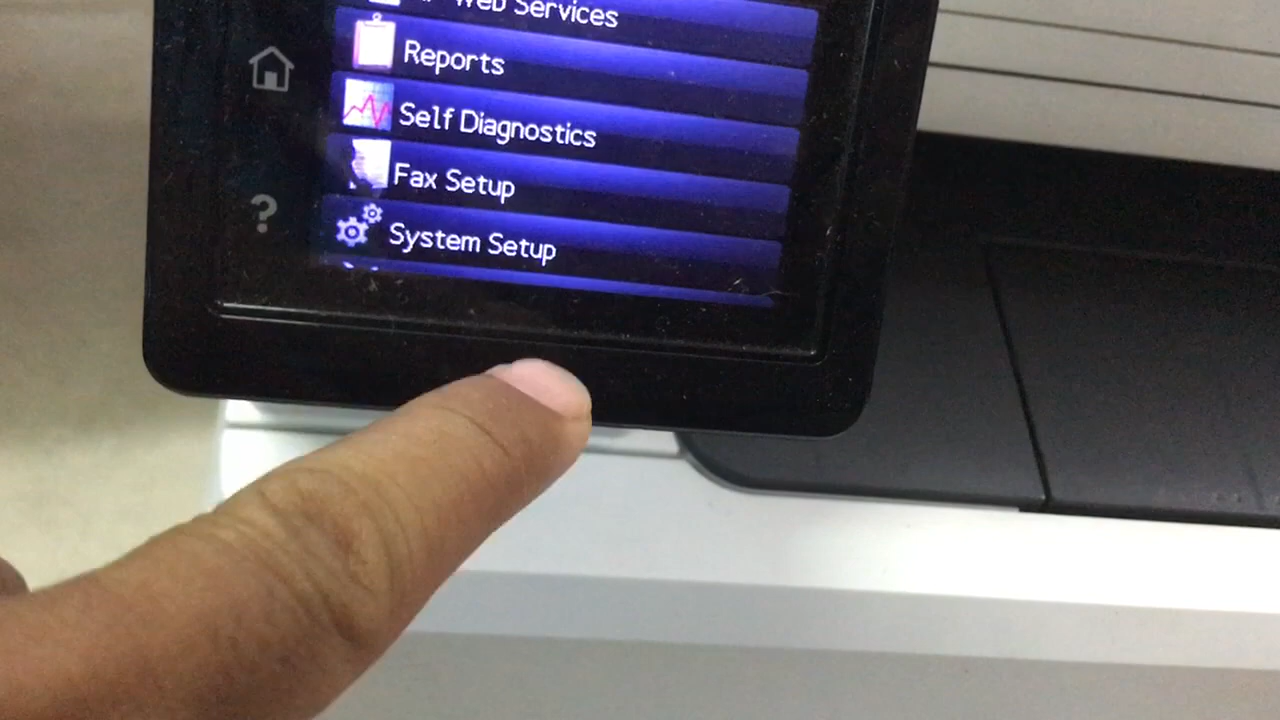 Web Services
Reports
Self Diagnostics
Fax Setup
System Setup
?